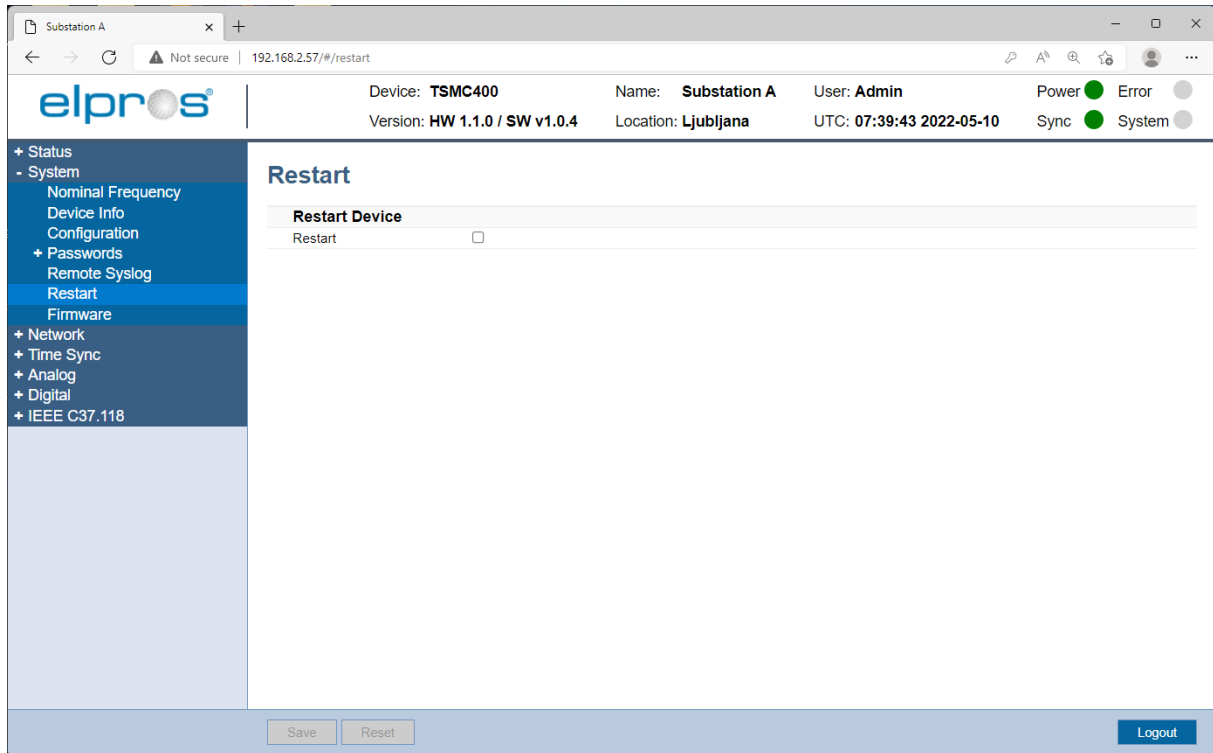 Substation A
Not secure 192.168.2.57/#/restart
elpros
Device: TSMC400 Name: Substation A User: Admin Power Error
Version: HW 1.1.0 / SW v1.0.4 Location: Ljubljana UTC: 07:39:43 2022-05-10 Sync System
+ Status
- System
Nominal Frequency
Device Info
Configuration
+ Passwords
Remote Syslog
Restart
Firmware
+ Network
+ Time Sync
+ Analog
+ Digital
+ IEEE C37.118
Restart
Restart Device
Restart
Save Reset Logout